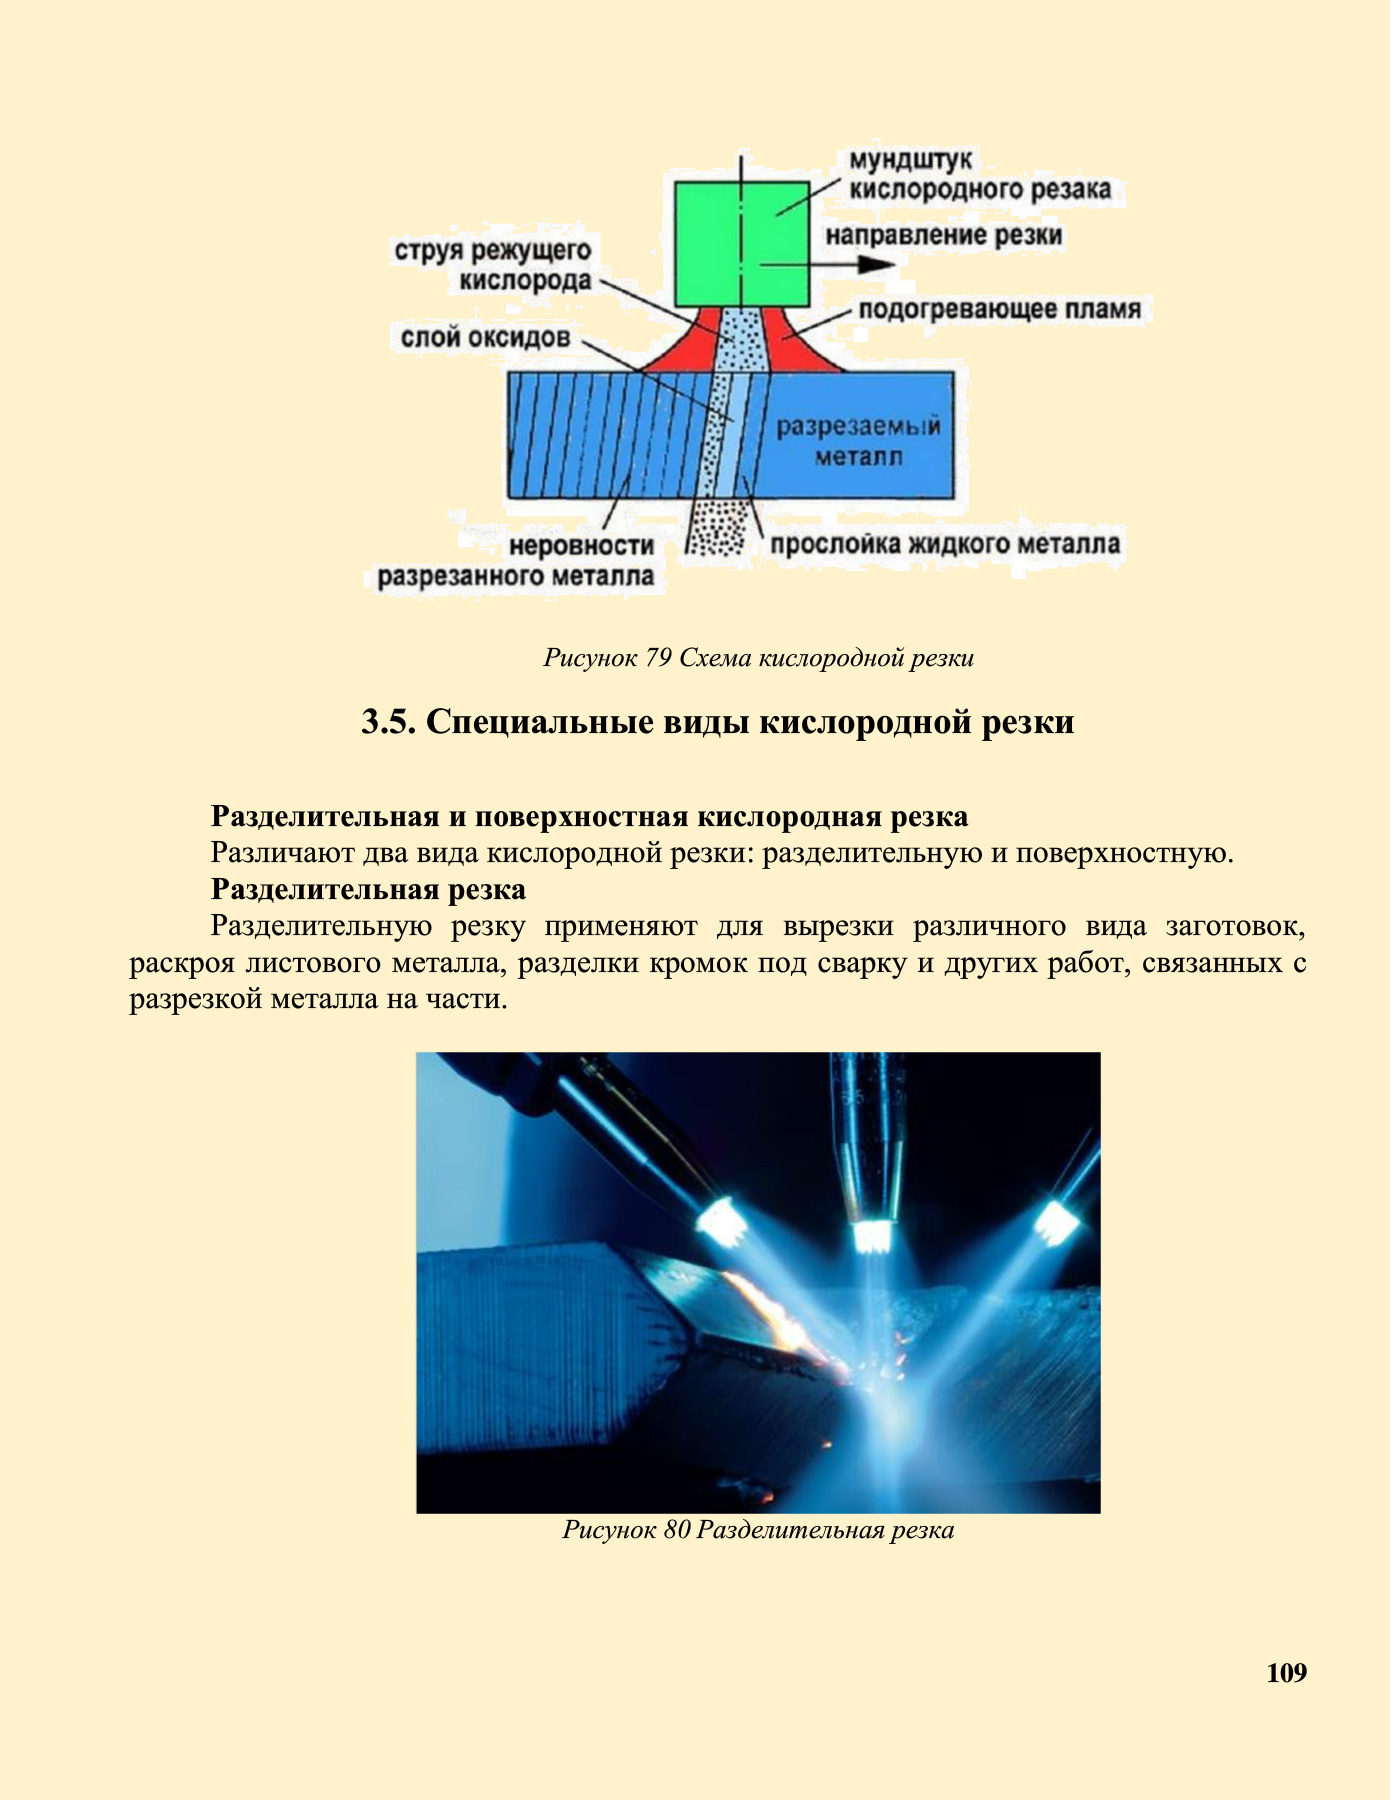 мундштук
кислородного резака
направление резки
струя режущего
кислорода
подогревающее пламя
слой оксидов
разрезаемый
металл
неровности
разрезанного металла
прослойка жидкого металла
Рисунок 79 Схема кислородной резки
3.5. Специальные виды кислородной резки
Разделительная и поверхностная кислородная резка
Различают два вида кислородной резки: разделительную и поверхностную.
Разделительная резка
Разделительную резку применяют для вырезки различного вида заготовок,
раскроя листового металла, разделки кромок под сварку и других работ, связанных с
разрезкой металла на части.
Рисунок 80 Разделительная резка
109